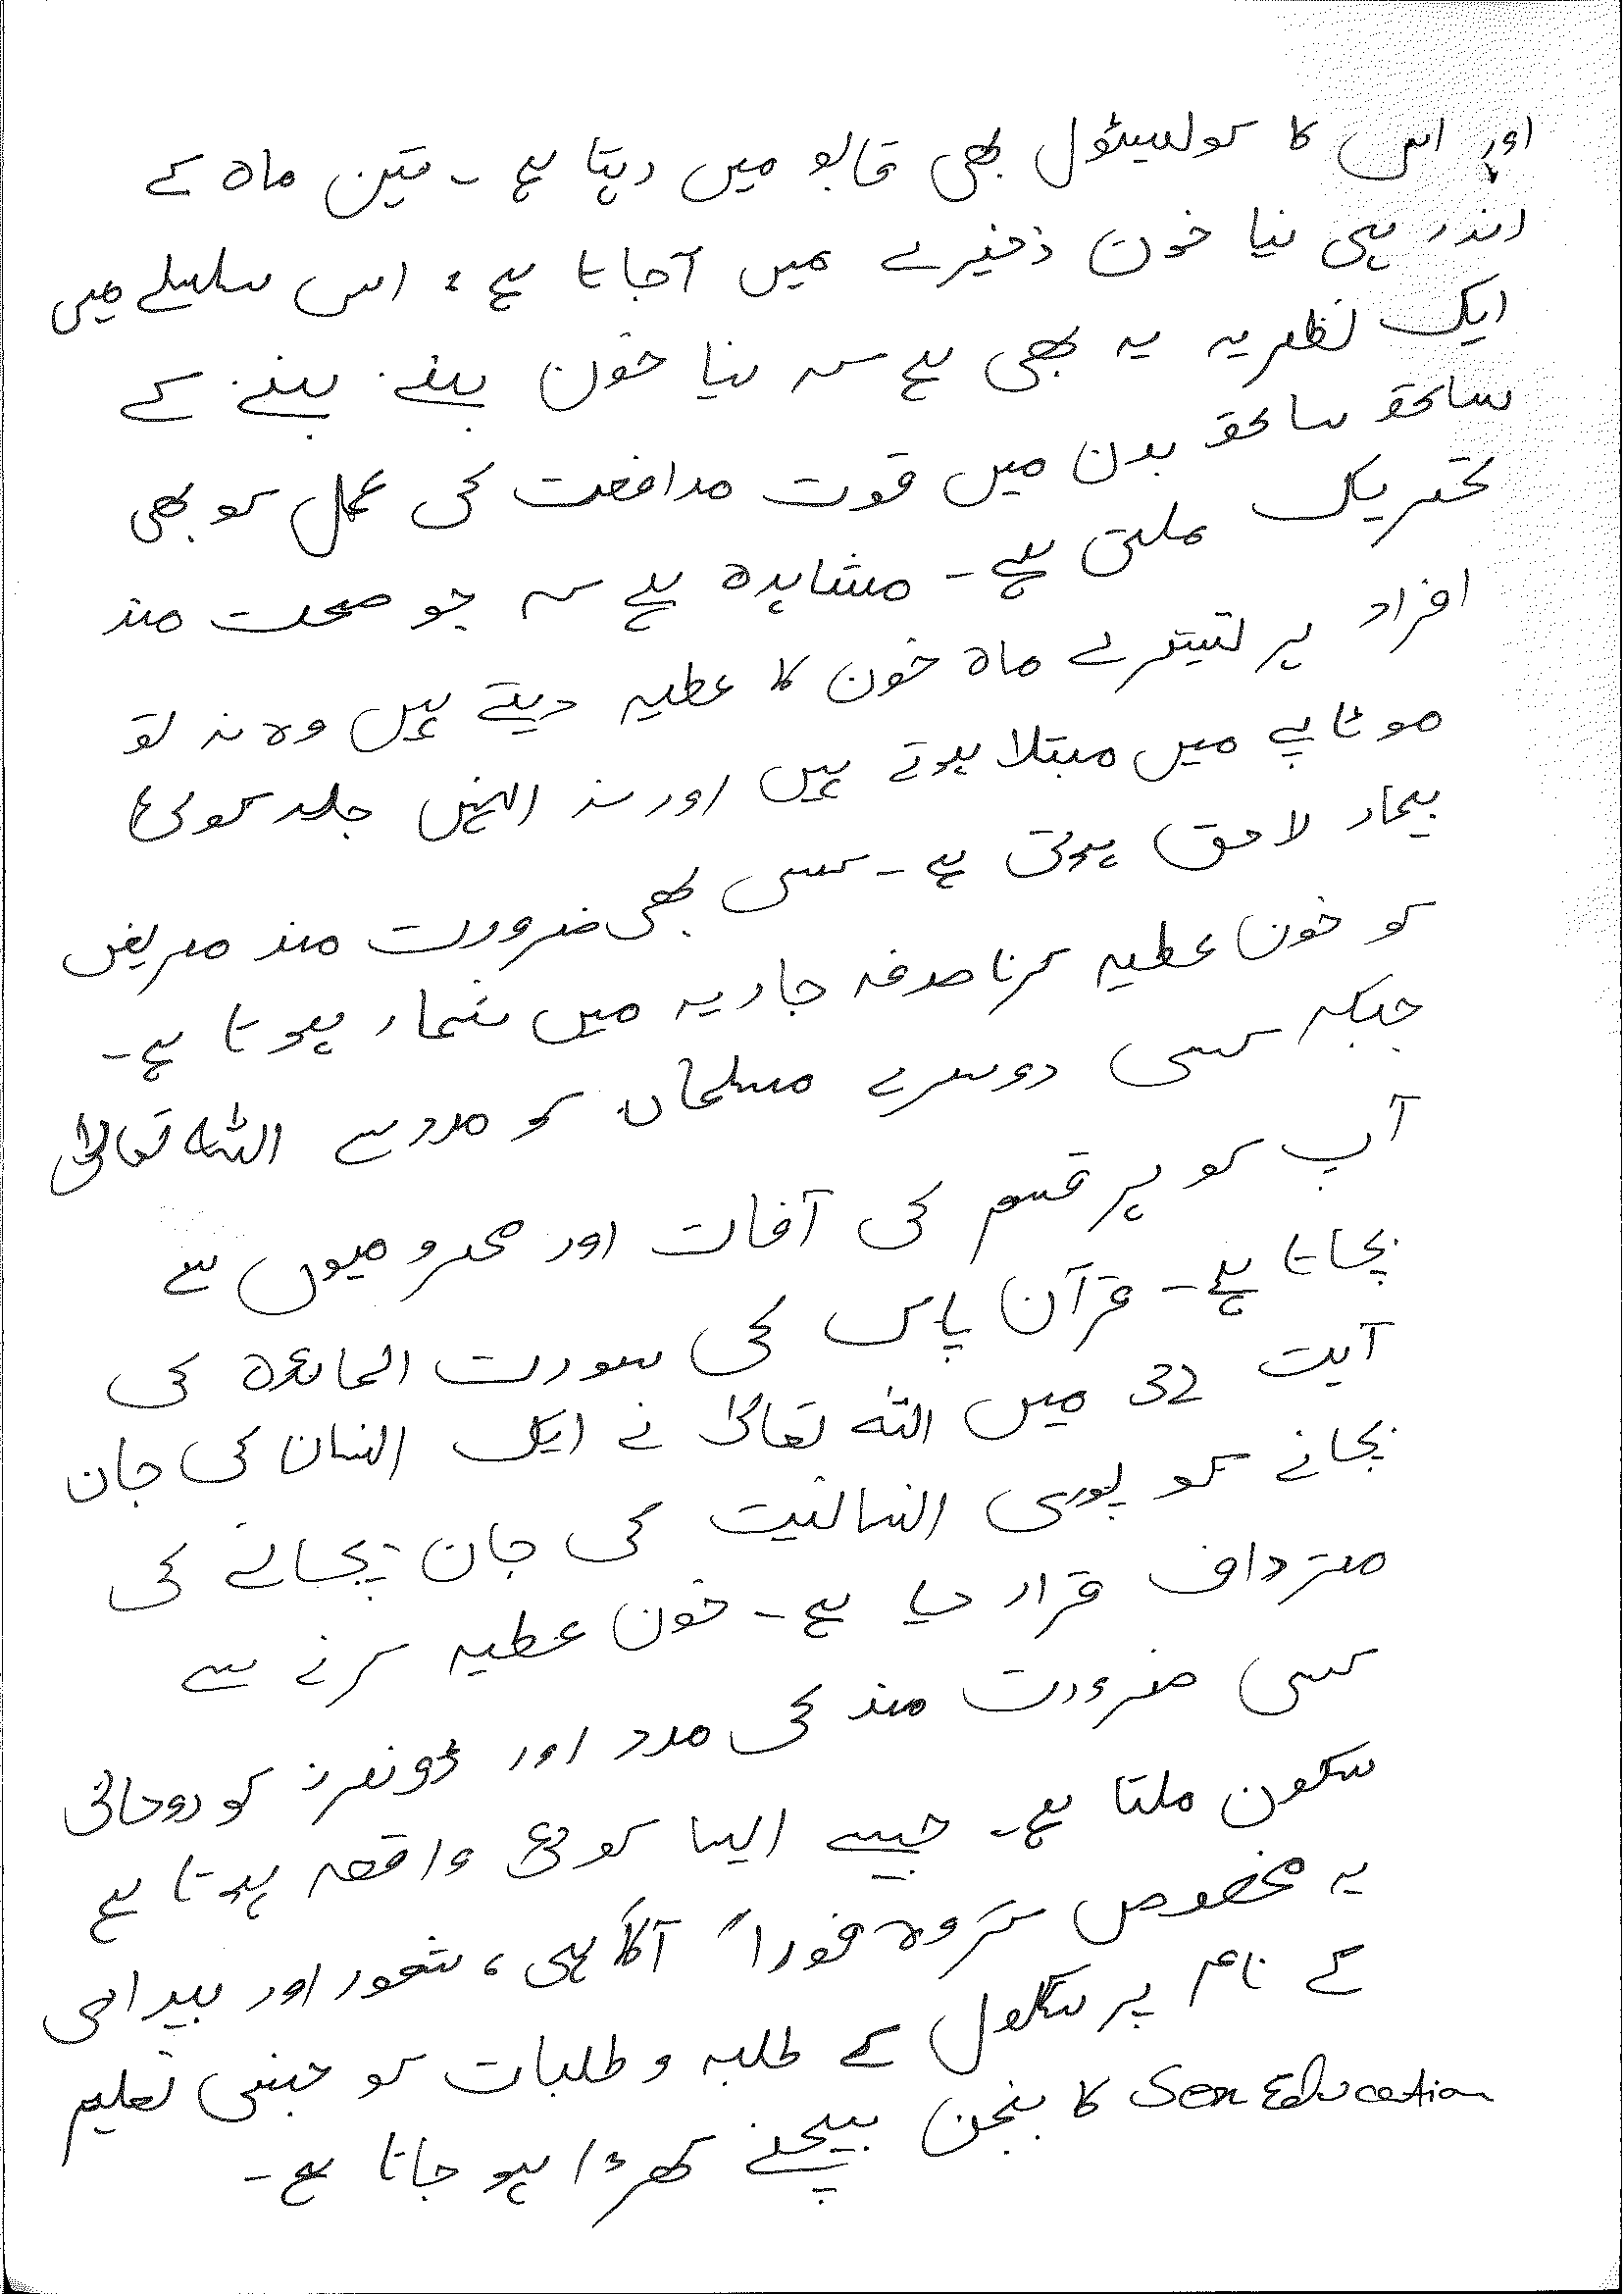 اور اس کا کولسیٹول بھی قابو میں رہتا ہے ۔ تین ماہ کے
اندر ہی نیا خون ذخیرے میں آجاتا ہے، اس سلسلے میں
ایک نظریہ یہ بھی ہے کہ نیا خون بننے بننے کے
ساتھ ساتھ بدن میں قوت مدافعت کی عمل کو بھی
تحریک ملتی ہے ۔ مشاہدہ ہے کہ جو صحت مند
افراد ہر تیسرے ماہ خون کا عطیہ دیتے ہیں وہ نہ تو
موٹاپے میں مبتلا ہوتے ہیں اور نہ انہیں جلد کوئی
بیمار لاحق ہوتی ہے ۔ کسی بھی ضرورت مند مریض
کو خون عطیہ کرنا صدقہ جاریہ میں شمار ہوتا ہے ۔
جبکہ کسی دوسرے مسلمان کو مدد سے اللہ تعالیٰ
آپ کو ہر قسم کی آفات اور محرومیوں سے
بچاتا ہے ۔ قرآن پاک کی سورت المائدہ کی
آیت 32 میں اللہ تعالیٰ نے ایک انسان کی جان
بچانے کو پوری انسانیت کی جان بچانے کی
مترداف قرار دیا ہے ۔ خون عطیہ کرنے سے
کسی ضرورت مند کی مدد اور ڈونرز کو روحانی
سکون ملتا ہے ۔ جیسے ایسا کوئی واقعہ ہوتا ہے
یہ مخصوص گروہ فوراً آگاہی، شعور اور بیداری
کے نام پر سکول کے طلبہ و طلبات کو جنسی تعلیم
Sex Education کا منجن بیچنے کھڑا ہو جاتا ہے ۔